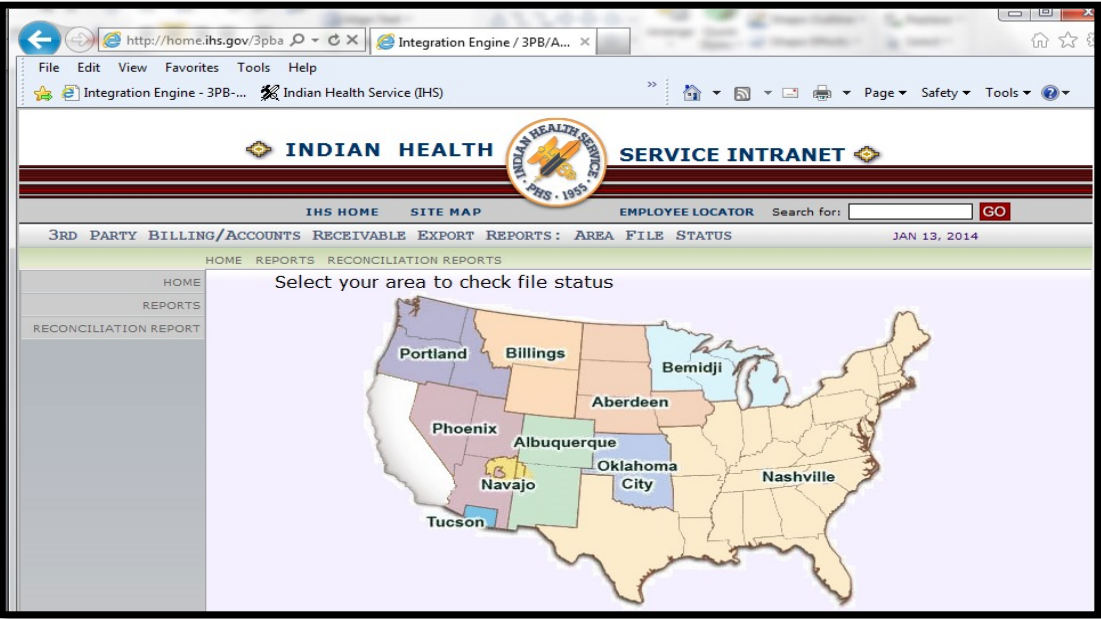 http://home.ihs.gov/3pba
Integration Engine / 3PB/A...
File Edit View Favorites Tools Help
Integration Engine - 3PB-... Indian Health Service (IHS)
Page Safety Tools
INDIAN HEALTH SERVICE INTRANET
INDIAN HEALTH SERVICE
PHS · 1955
IHS HOME SITE MAP EMPLOYEE LOCATOR Search for: GO
3RD PARTY BILLING/ACCOUNTS RECEIVABLE EXPORT REPORTS: AREA FILE STATUS JAN 13, 2014
HOME REPORTS RECONCILIATION REPORTS
HOME
REPORTS
RECONCILIATION REPORT
Select your area to check file status
Portland
Billings
Bemidji
Aberdeen
Phoenix
Albuquerque
Oklahoma
City
Navajo
Nashville
Tucson